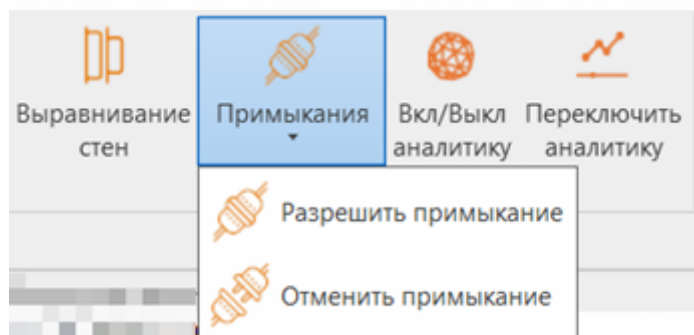 Выравнивание стен
Примыкания
Вкл/Выкл аналитику
Переключить аналитику
Разрешить примыкание
Отменить примыкание